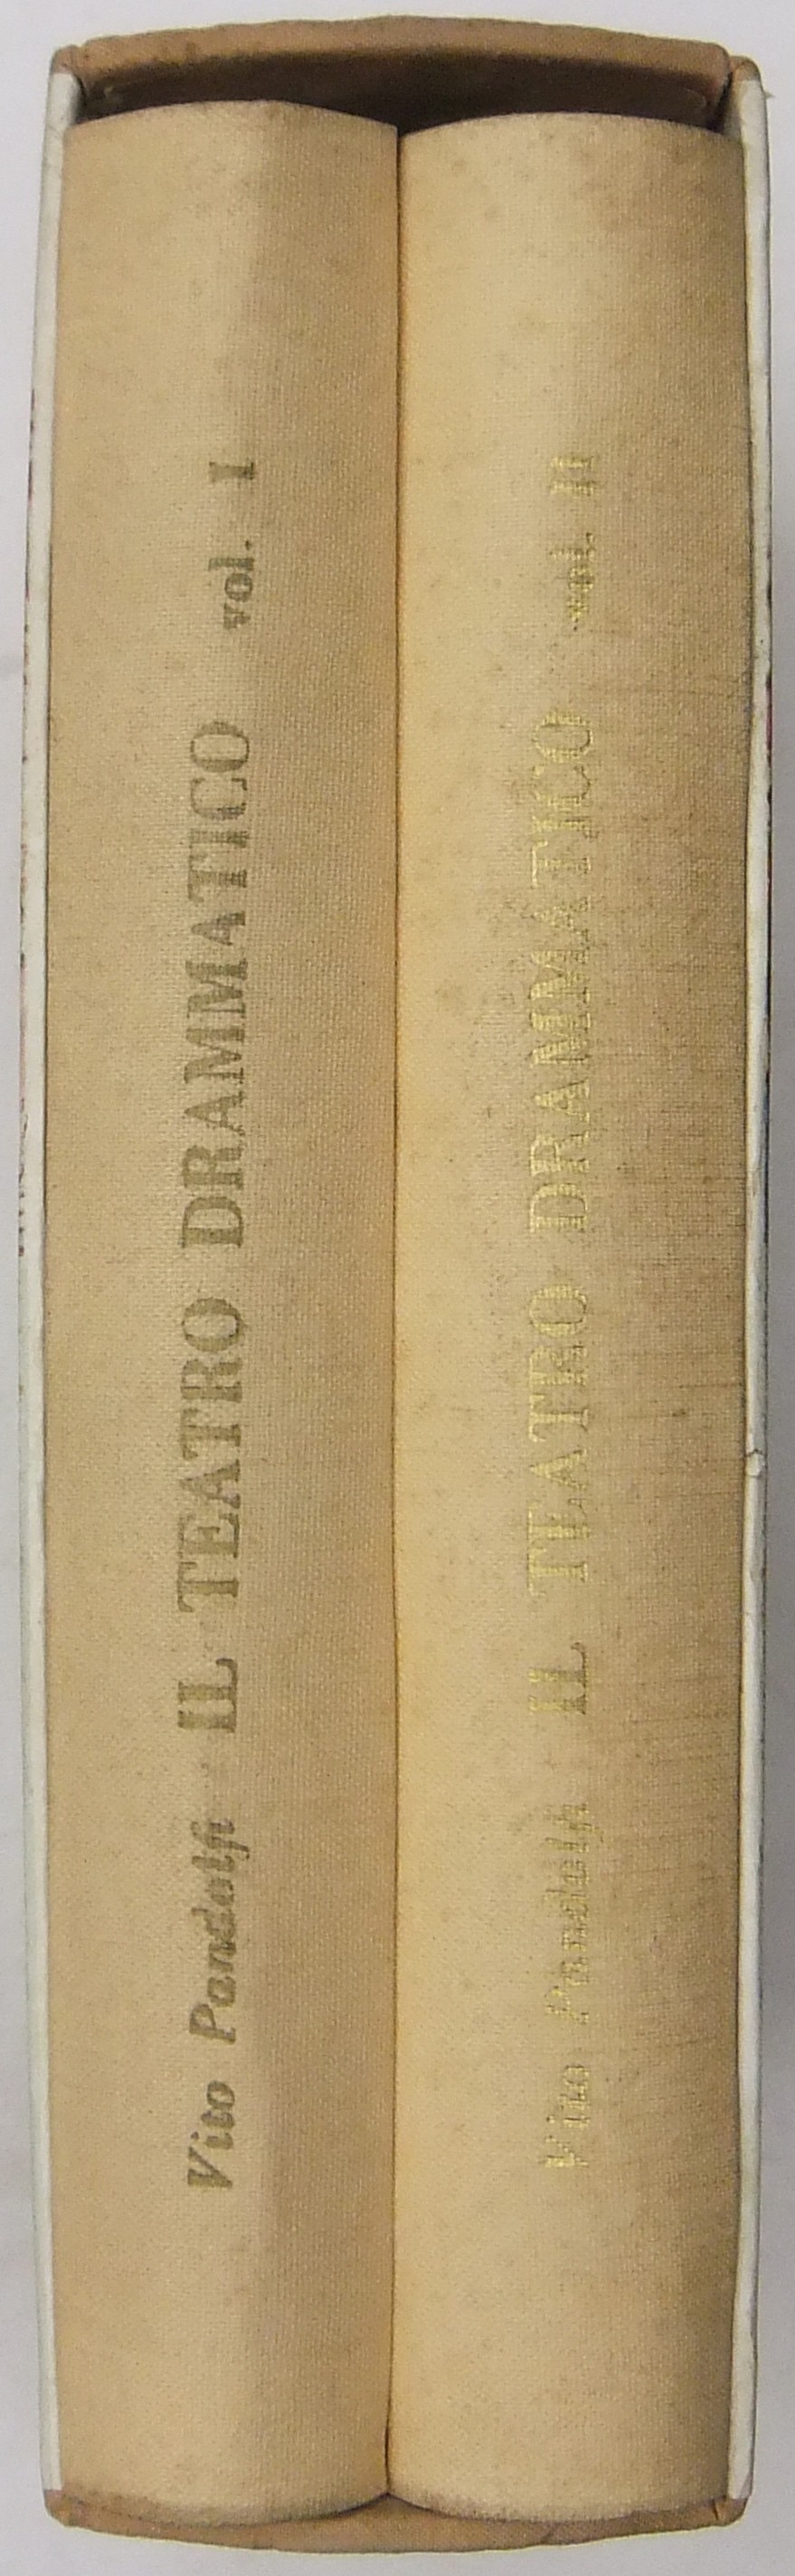 Vito Pandolfi IL TEATRO DRAMMATICO vol. I
Vito Pandolfi IL TEATRO DRAMMATICO vol. II